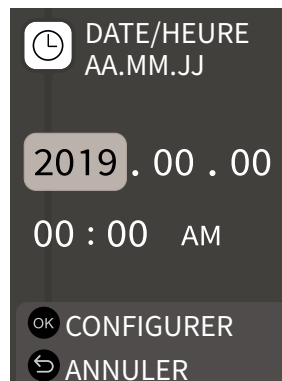 DATE/HEURE
AA.MM.JJ
2019 . 00 . 00
00 : 00 AM
OK CONFIGURER
ANNULER